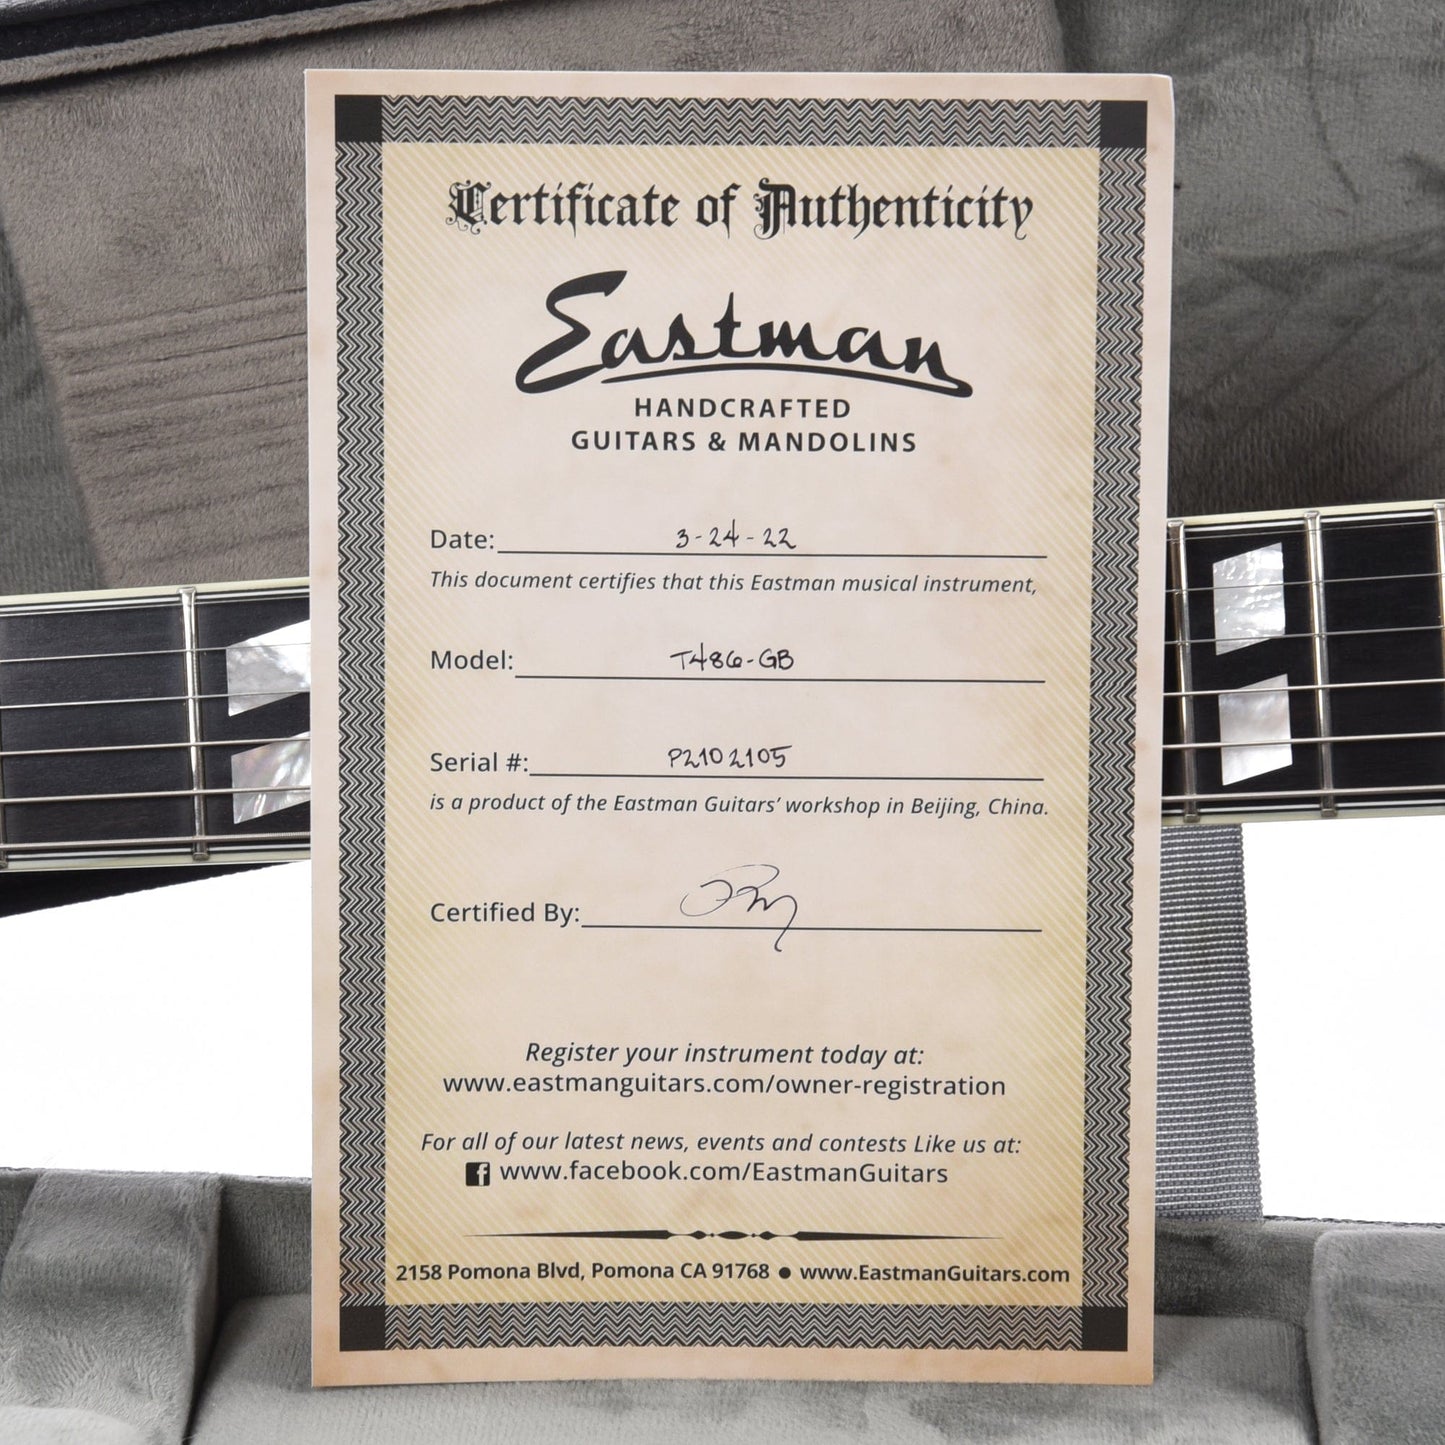 Certificate of Authenticity
Eastman
HANDCRAFTED
GUITARS & MANDOLINS
Date: 3-24-22
This document certifies that this Eastman musical instrument,
Model: T486-GB
Serial #: P2102105
is a product of the Eastman Guitars' workshop in Beijing, China.
Certified By:
Register your instrument today at:
www.eastmanguitars.com/owner-registration
For all of our latest news, events and contests Like us at:
f www.facebook.com/EastmanGuitars
2158 Pomona Blvd, Pomona CA 91768 ● www.EastmanGuitars.com